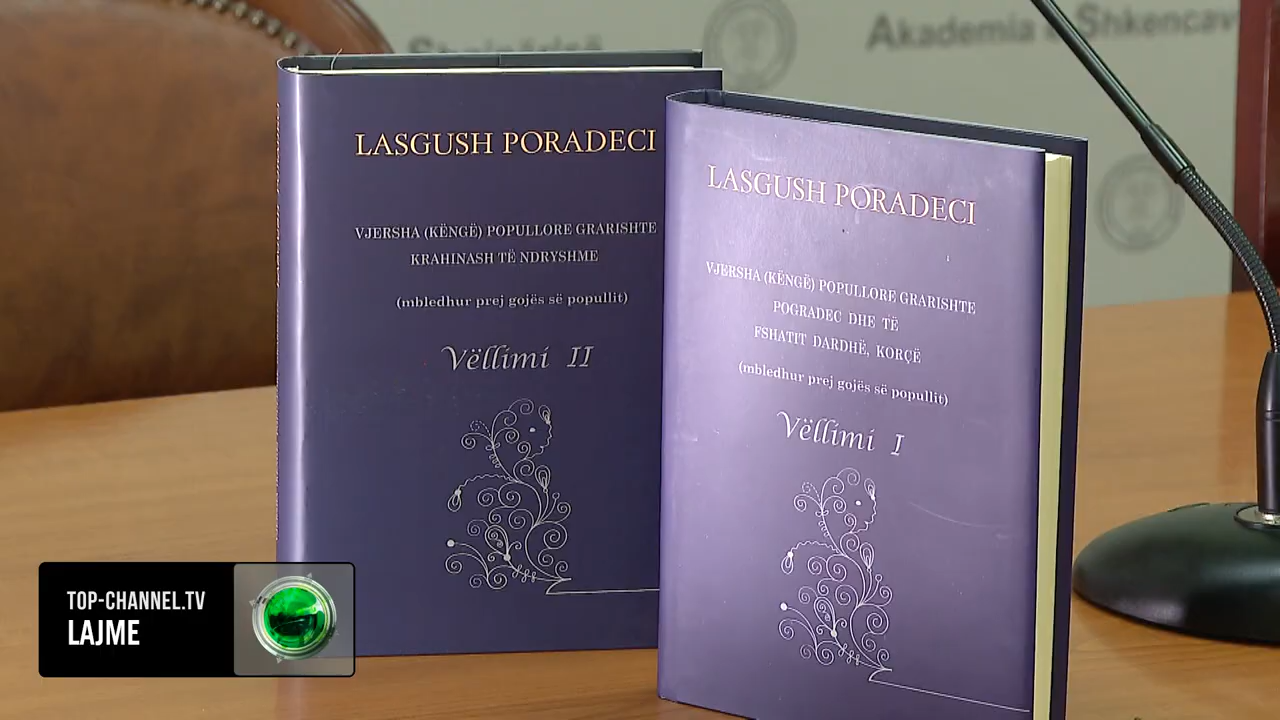 Shqipërisë
Akademia e Shkencave
LASGUSH PORADECI
VJERSHA (KËNGË) POPULLORE GRARISHTE
KRAHINASH TË NDRYSHME
(mbledhur prej gojës së popullit)
Vëllimi II
LASGUSH PORADECI
VJERSHA (KËNGË) POPULLORE GRARISHTE
POGRADEC DHE TË
FSHATIT DARDHË, KORÇË
(mbledhur prej gojës së popullit)
Vëllimi I
TOP-CHANNEL.TV
LAJME